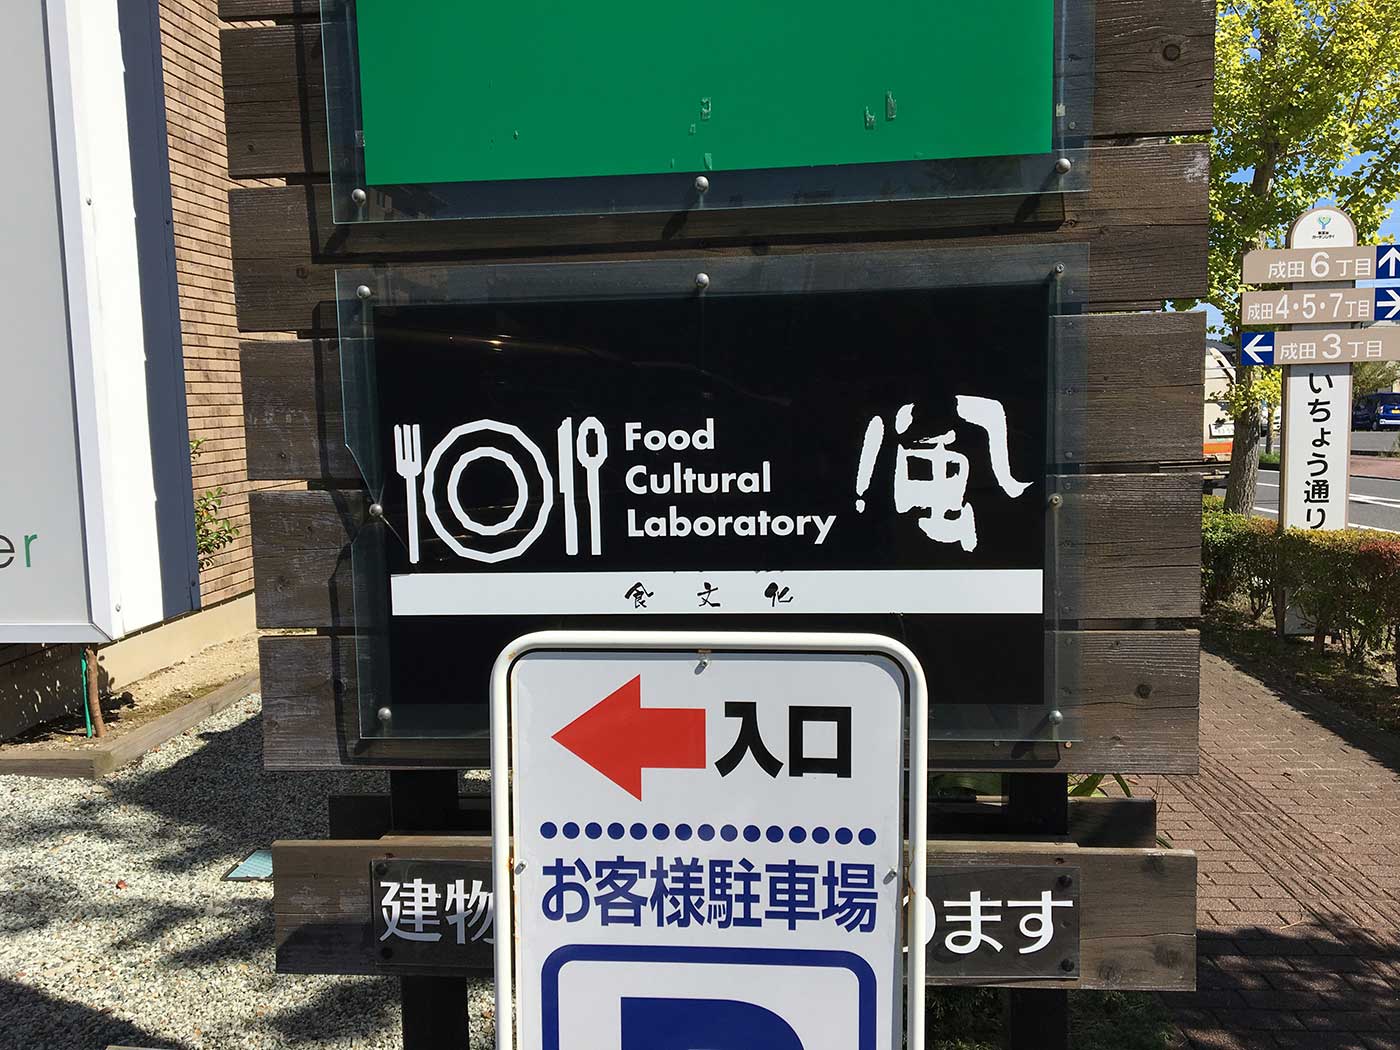 Food
Cultural
Laboratory
風
食文化
入口
お客様駐車場
P
建物
ります
er
成田6丁目
成田4・5・7丁目
成田3丁目
いちょう通り